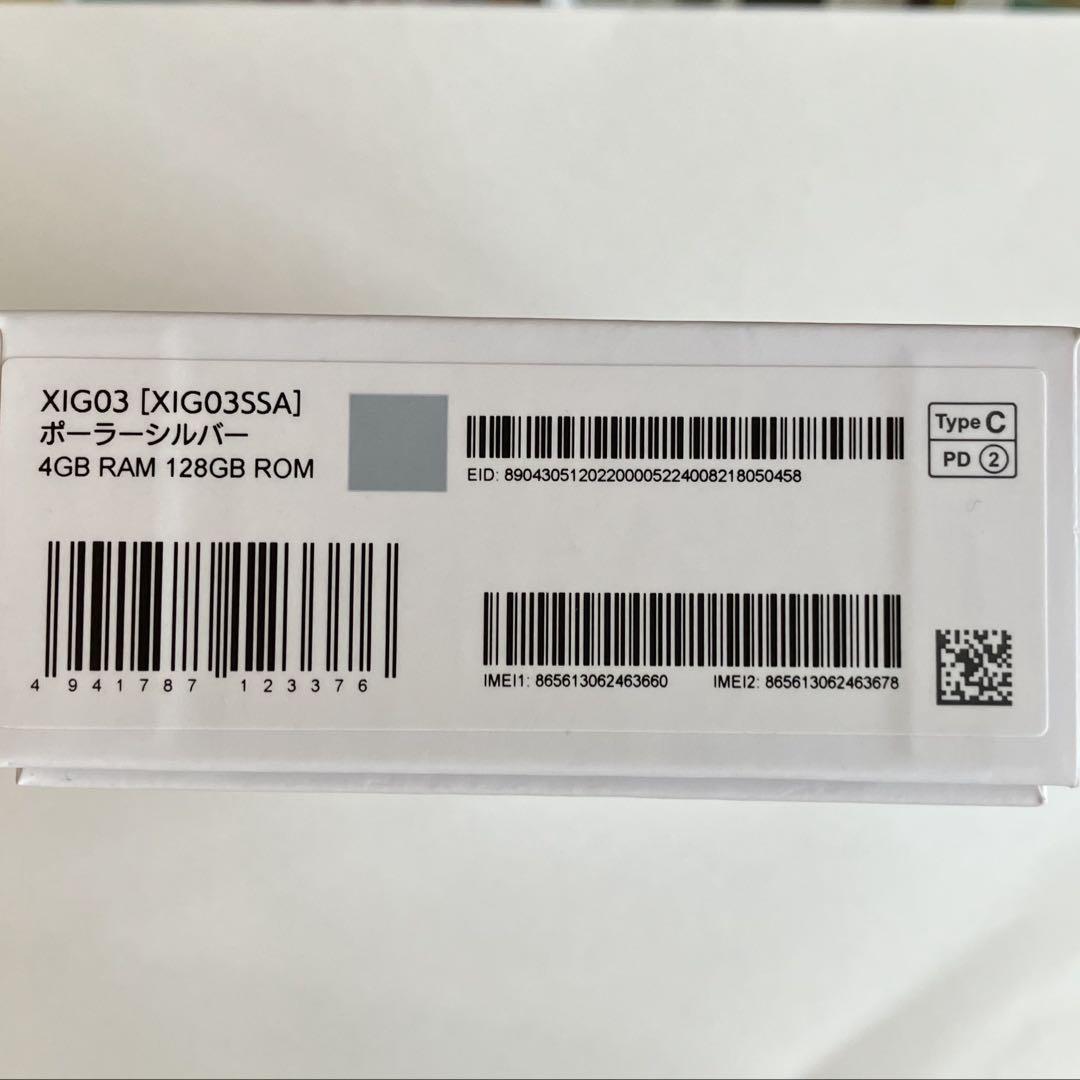 XIG03 [XIG03SSA]
ポーラーシルバー
4GB RAM 128GB ROM
EID: 89043051202200005224008218050458
Type C
PD 2
4 941787 123376
IMEI1: 865613062463660 IMEI2: 865613062463678